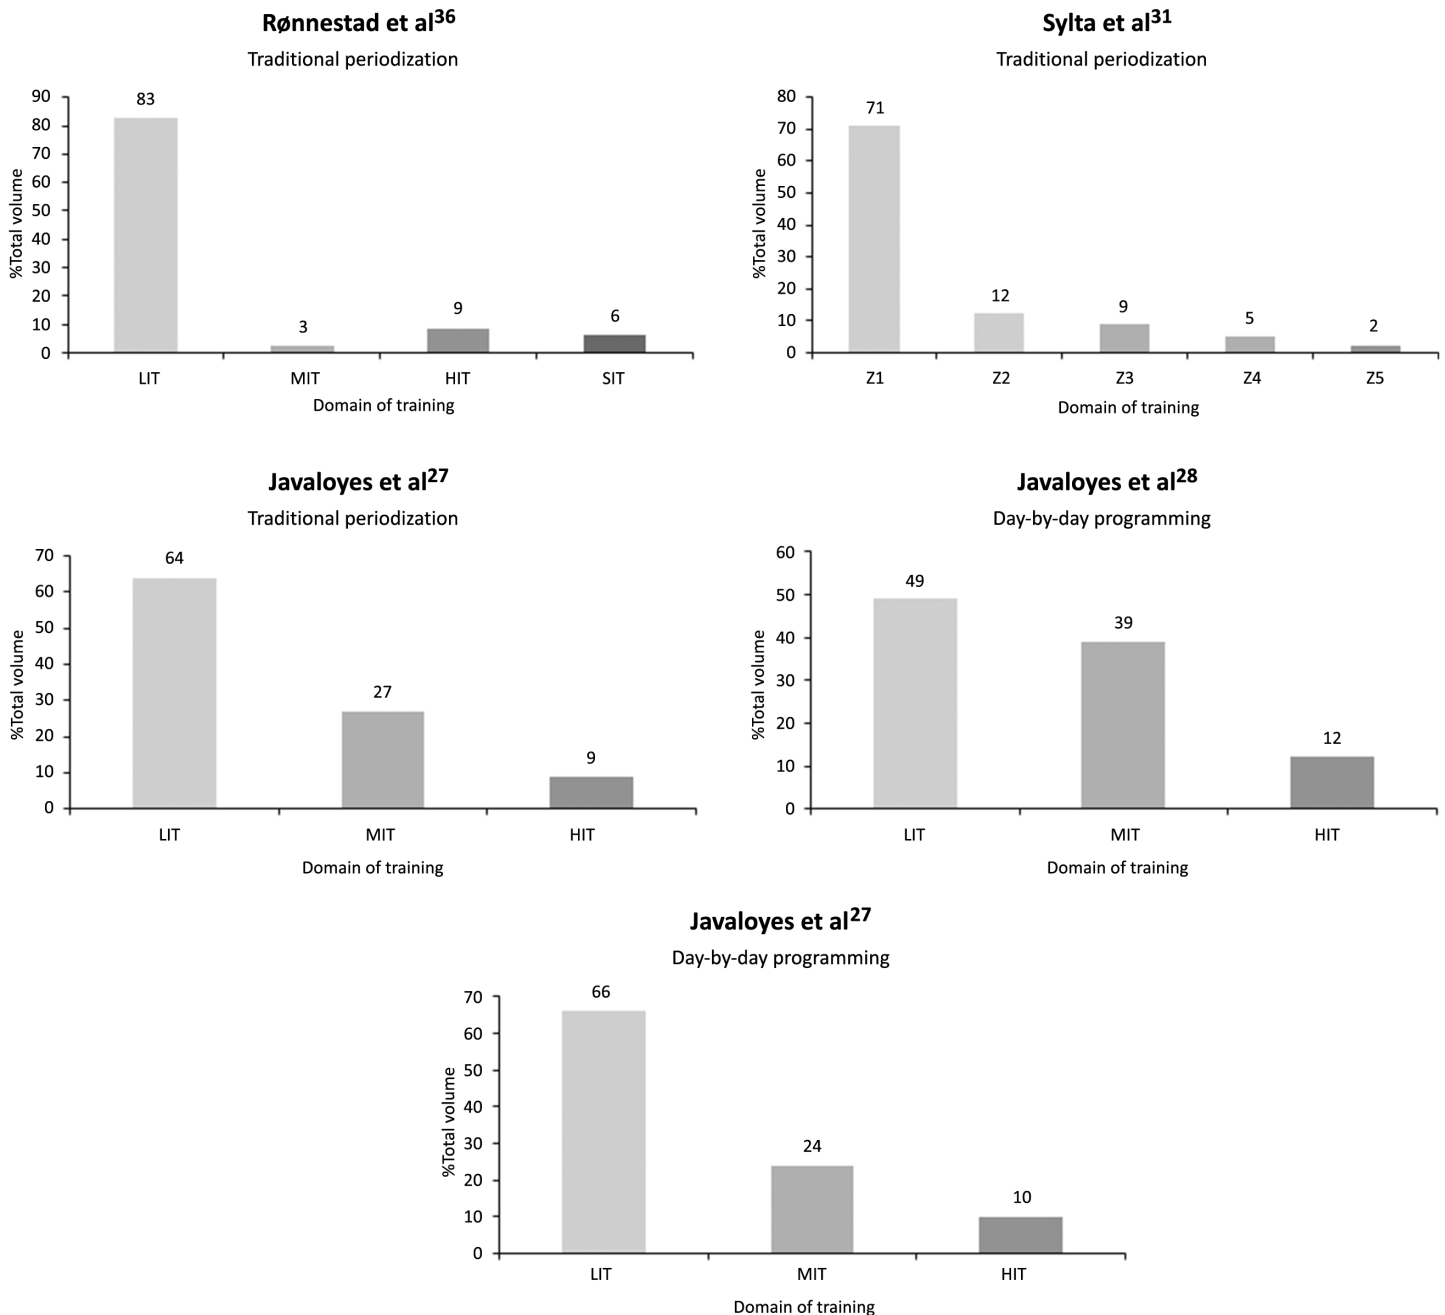 Rønnestad et al36
Traditional periodization
%Total volume
90
80
70
60
50
40
30
20
10
0
83
3
9
6
LIT MIT HIT SIT
Domain of training
Sylta et al31
Traditional periodization
%Total volume
80
70
60
50
40
30
20
10
0
71
12
9
5
2
Z1 Z2 Z3 Z4 Z5
Domain of training
Javaloyes et al27
Traditional periodization
%Total volume
70
60
50
40
30
20
10
0
64
27
9
LIT MIT HIT
Domain of training
Javaloyes et al28
Day-by-day programming
%Total volume
60
50
40
30
20
10
0
49
39
12
LIT MIT HIT
Domain of training
Javaloyes et al27
Day-by-day programming
%Total volume
70
60
50
40
30
20
10
0
66
24
10
LIT MIT HIT
Domain of training